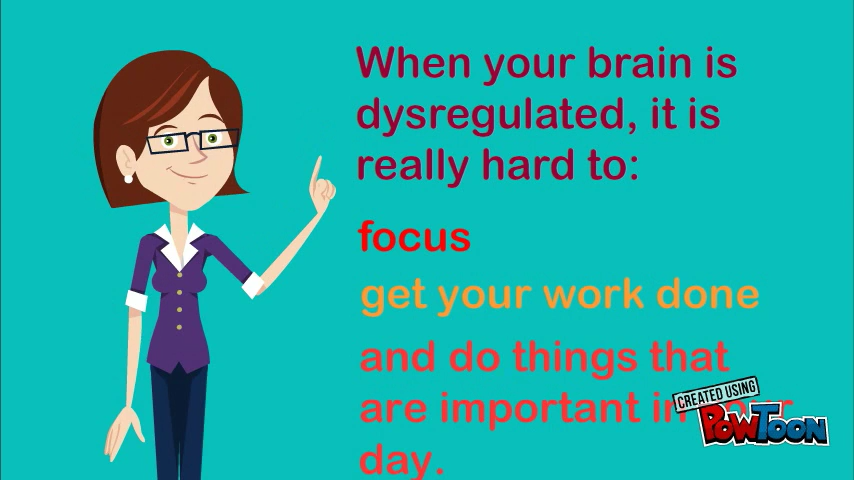 When your brain is
dysregulated, it is
really hard to:
focus
get your work done
and do things that
are important in
day.
CREATED USING
POWTOON